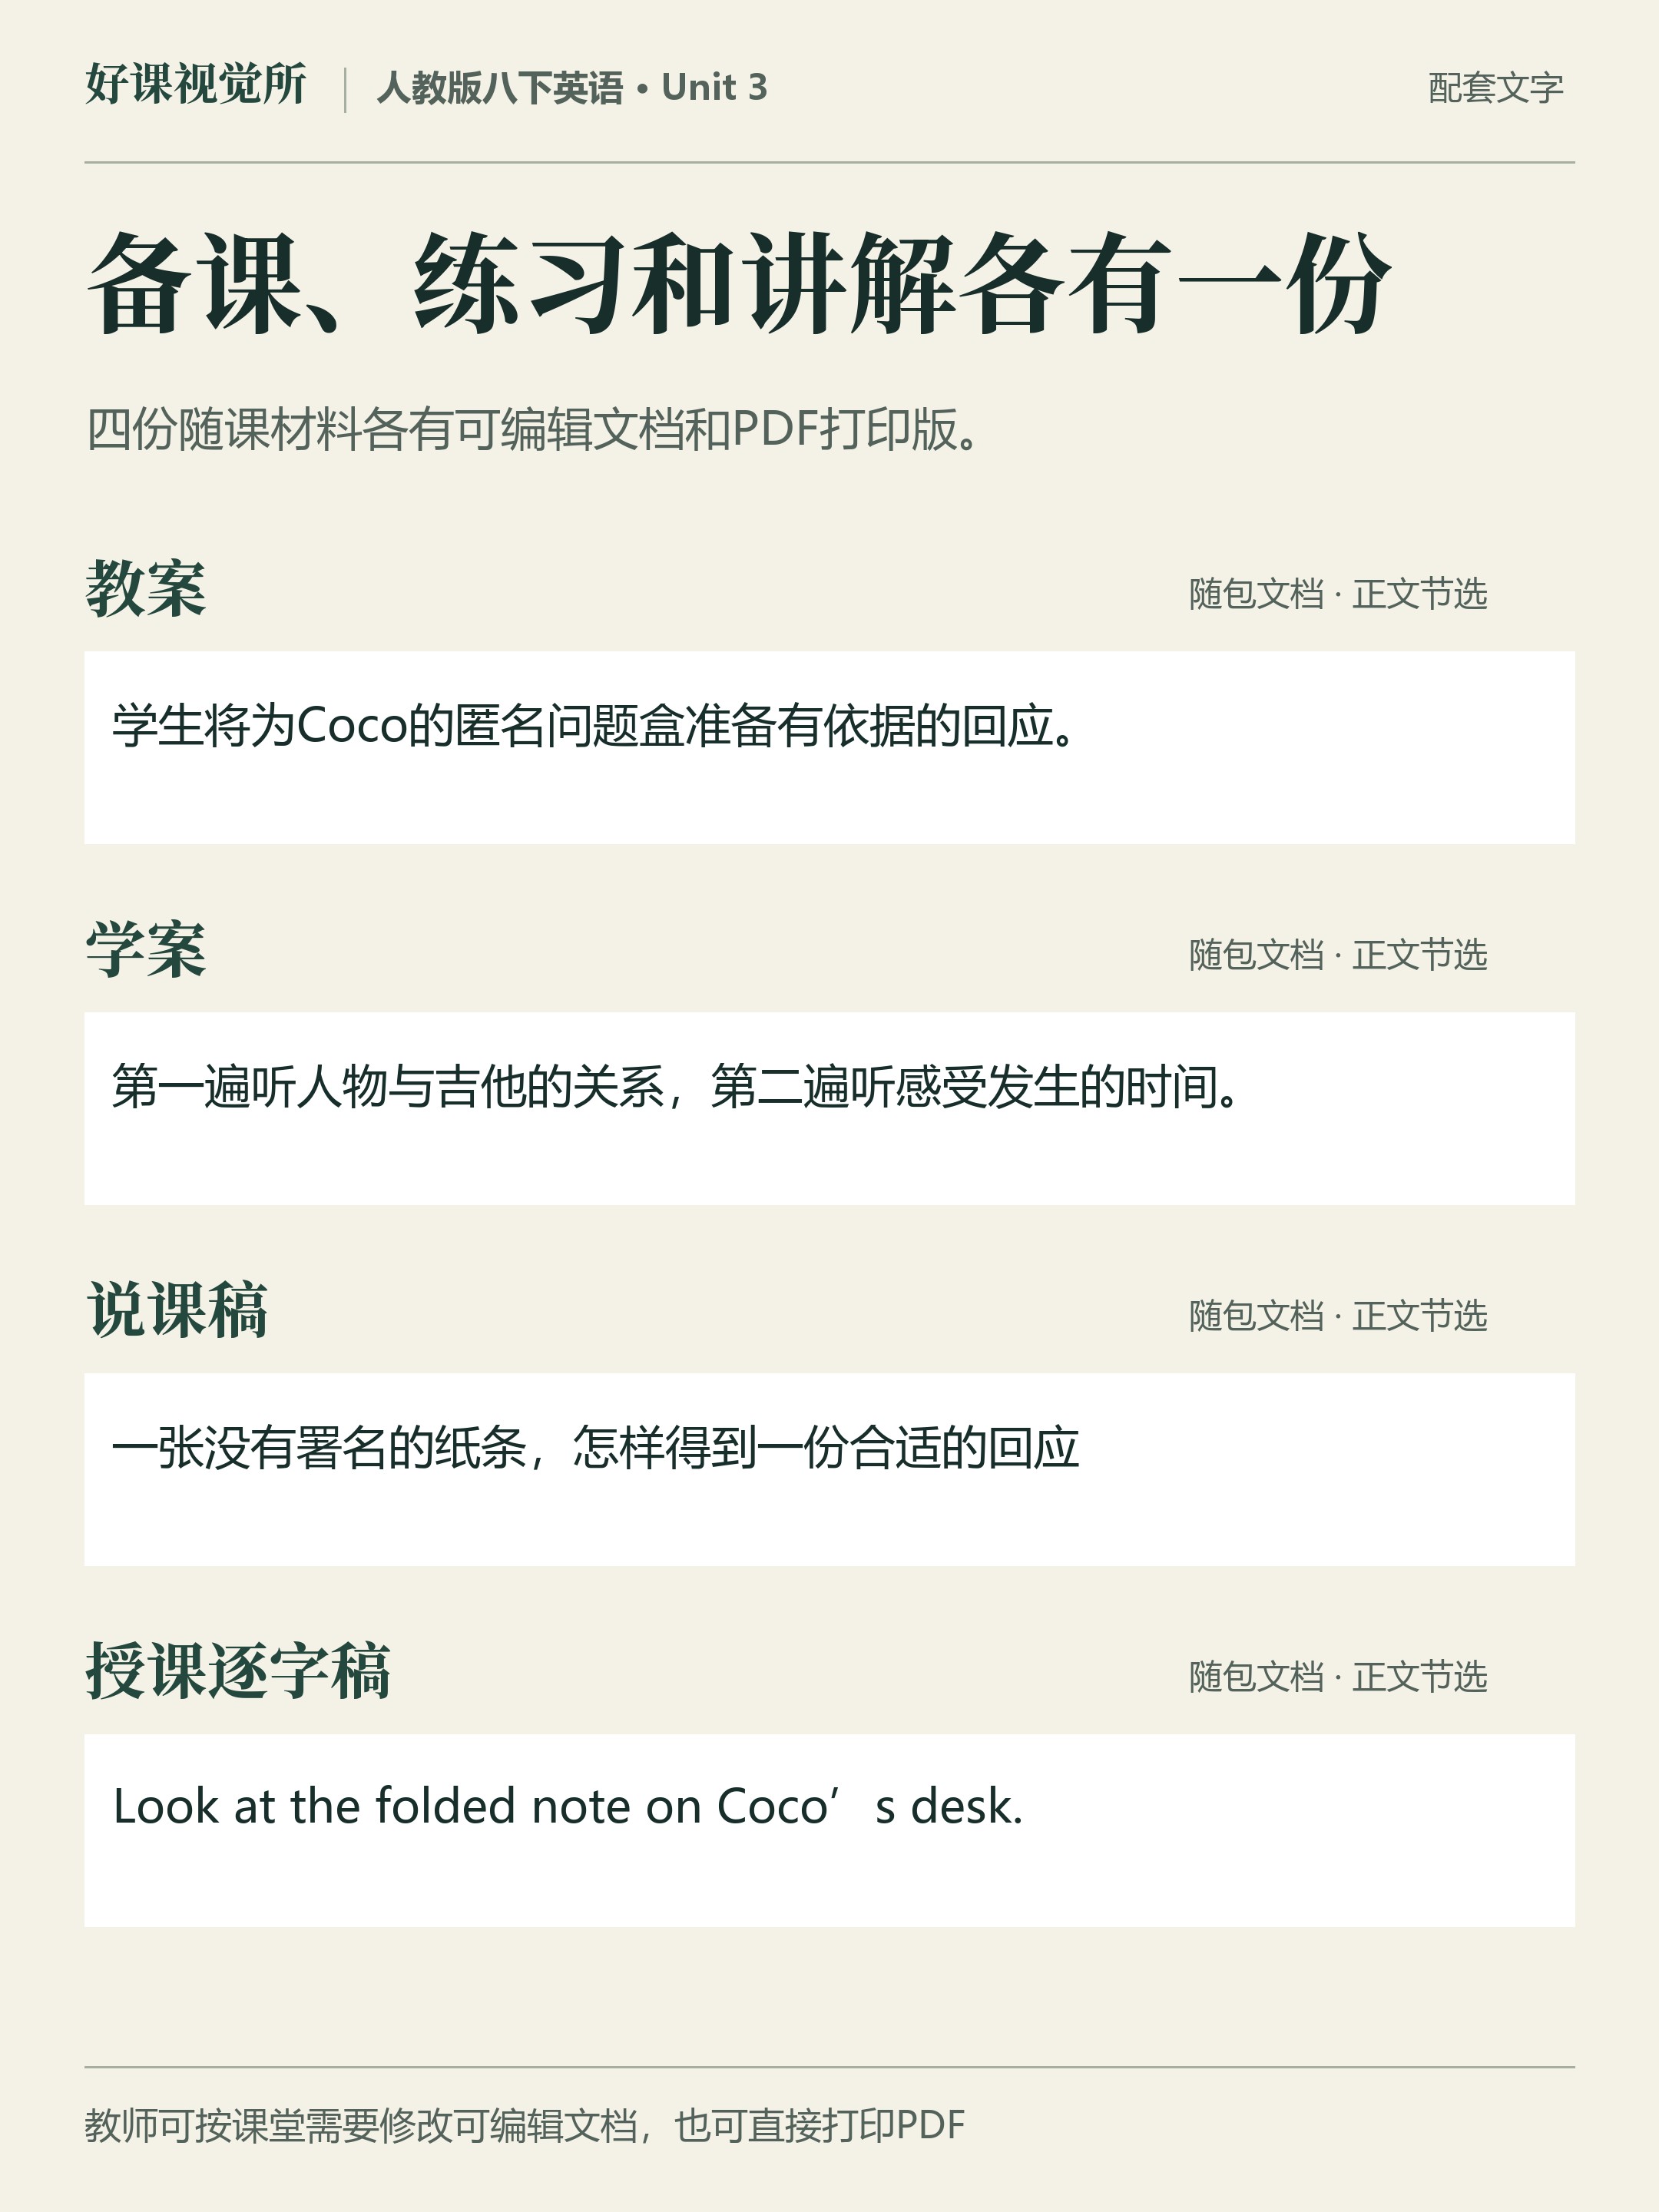 好课视觉所 人教版八下英语 • Unit 3 配套文字
备课、练习和讲解各有一份
四份随课材料各有可编辑文档和PDF打印版。
教案 随包文档 · 正文节选
学生将为Coco的匿名问题盒准备有依据的回应。
学案 随包文档 · 正文节选
第一遍听人物与吉他的关系，第二遍听感受发生的时间。
说课稿 随包文档 · 正文节选
一张没有署名的纸条，怎样得到一份合适的回应
授课逐字稿 随包文档 · 正文节选
Look at the folded note on Coco’s desk.
教师可按课堂需要修改可编辑文档，也可直接打印PDF